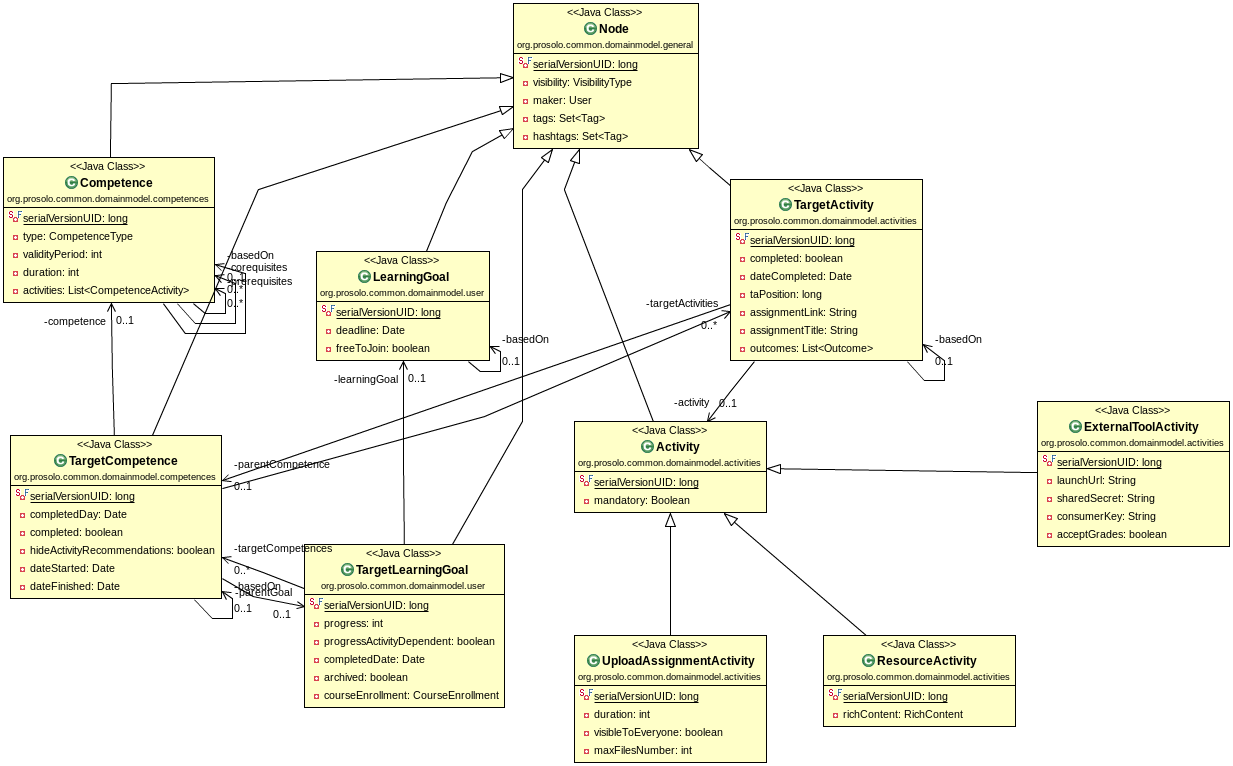 <<Java Class>>
Node
org.prosolo.common.domainmodel.general
serialVersionUID: long
visibility: VisibilityType
maker: User
tags: Set<Tag>
hashtags: Set<Tag>
<<Java Class>>
Competence
org.prosolo.common.domainmodel.competences
serialVersionUID: long
type: CompetenceType
validityPeriod: int
duration: int
activities: List<CompetenceActivity>
-basedOn
0..1
-corequisites
0..*
-prerequisites
0..*
-competence
0..1
<<Java Class>>
LearningGoal
org.prosolo.common.domainmodel.user
serialVersionUID: long
deadline: Date
freeToJoin: boolean
-basedOn
0..1
-learningGoal
0..1
<<Java Class>>
TargetActivity
org.prosolo.common.domainmodel.activities
serialVersionUID: long
completed: boolean
dateCompleted: Date
taPosition: long
assignmentLink: String
assignmentTitle: String
outcomes: List<Outcome>
-targetActivities
0..*
-basedOn
0..1
-activity
0..1
<<Java Class>>
Activity
org.prosolo.common.domainmodel.activities
serialVersionUID: long
mandatory: Boolean
<<Java Class>>
ExternalToolActivity
org.prosolo.common.domainmodel.activities
serialVersionUID: long
launchUrl: String
sharedSecret: String
consumerKey: String
acceptGrades: boolean
<<Java Class>>
TargetCompetence
org.prosolo.common.domainmodel.competences
serialVersionUID: long
completedDay: Date
completed: boolean
hideActivityRecommendations: boolean
dateStarted: Date
dateFinished: Date
-parentCompetence
0..1
-targetCompetences
0..*
-basedOn
0..1
-parentGoal
0..1
<<Java Class>>
TargetLearningGoal
org.prosolo.common.domainmodel.user
serialVersionUID: long
progress: int
progressActivityDependent: boolean
completedDate: Date
archived: boolean
courseEnrollment: CourseEnrollment
<<Java Class>>
UploadAssignmentActivity
org.prosolo.common.domainmodel.activities
serialVersionUID: long
duration: int
visibleToEveryone: boolean
maxFilesNumber: int
<<Java Class>>
ResourceActivity
org.prosolo.common.domainmodel.activities
serialVersionUID: long
richContent: RichContent